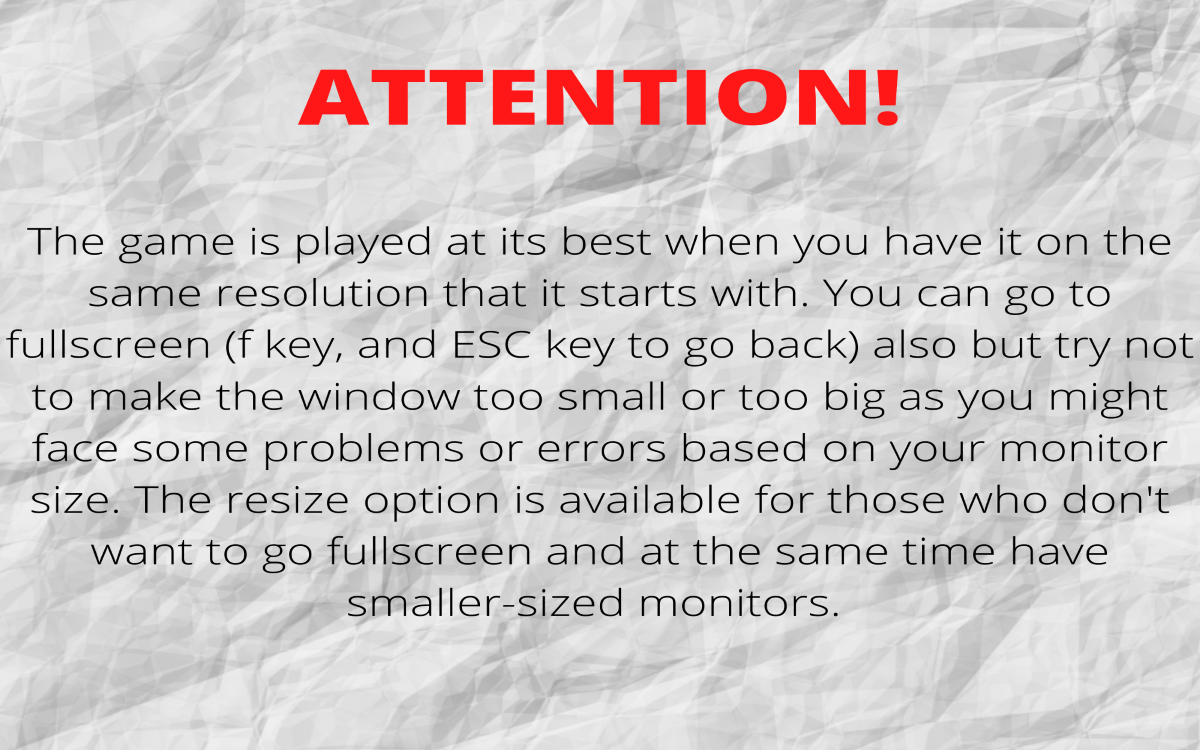 ATTENTION!
The game is played at its best when you have it on the
same resolution that it starts with. You can go to
fullscreen (f key, and ESC key to go back) also but try not
to make the window too small or too big as you might
face some problems or errors based on your monitor
size. The resize option is available for those who don't
want to go fullscreen and at the same time have
smaller-sized monitors.